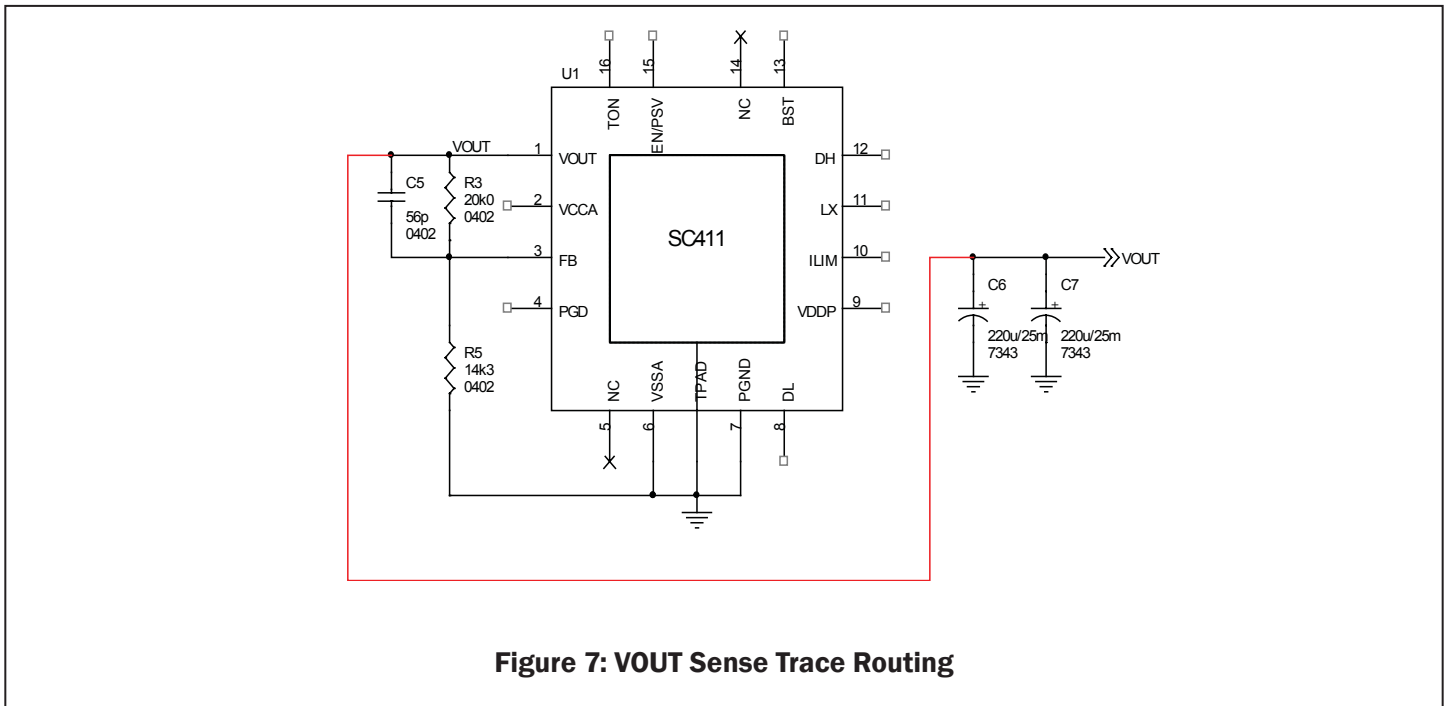 U1
16
15
14
13
TON
EN/PSV
NC
BST
VOUT
1
VOUT
DH
12
C5
R3
20k0
0402
56p
0402
2
VCCA
LX
11
SC411
3
FB
ILIM
10
VOUT
4
PGD
VDDP
9
C6
C7
+
+
220u/25m
7343
220u/25m
7343
R5
14k3
0402
NC
VSSA
TPAD
PGND
DL
5
6
7
8
Figure 7: VOUT Sense Trace Routing